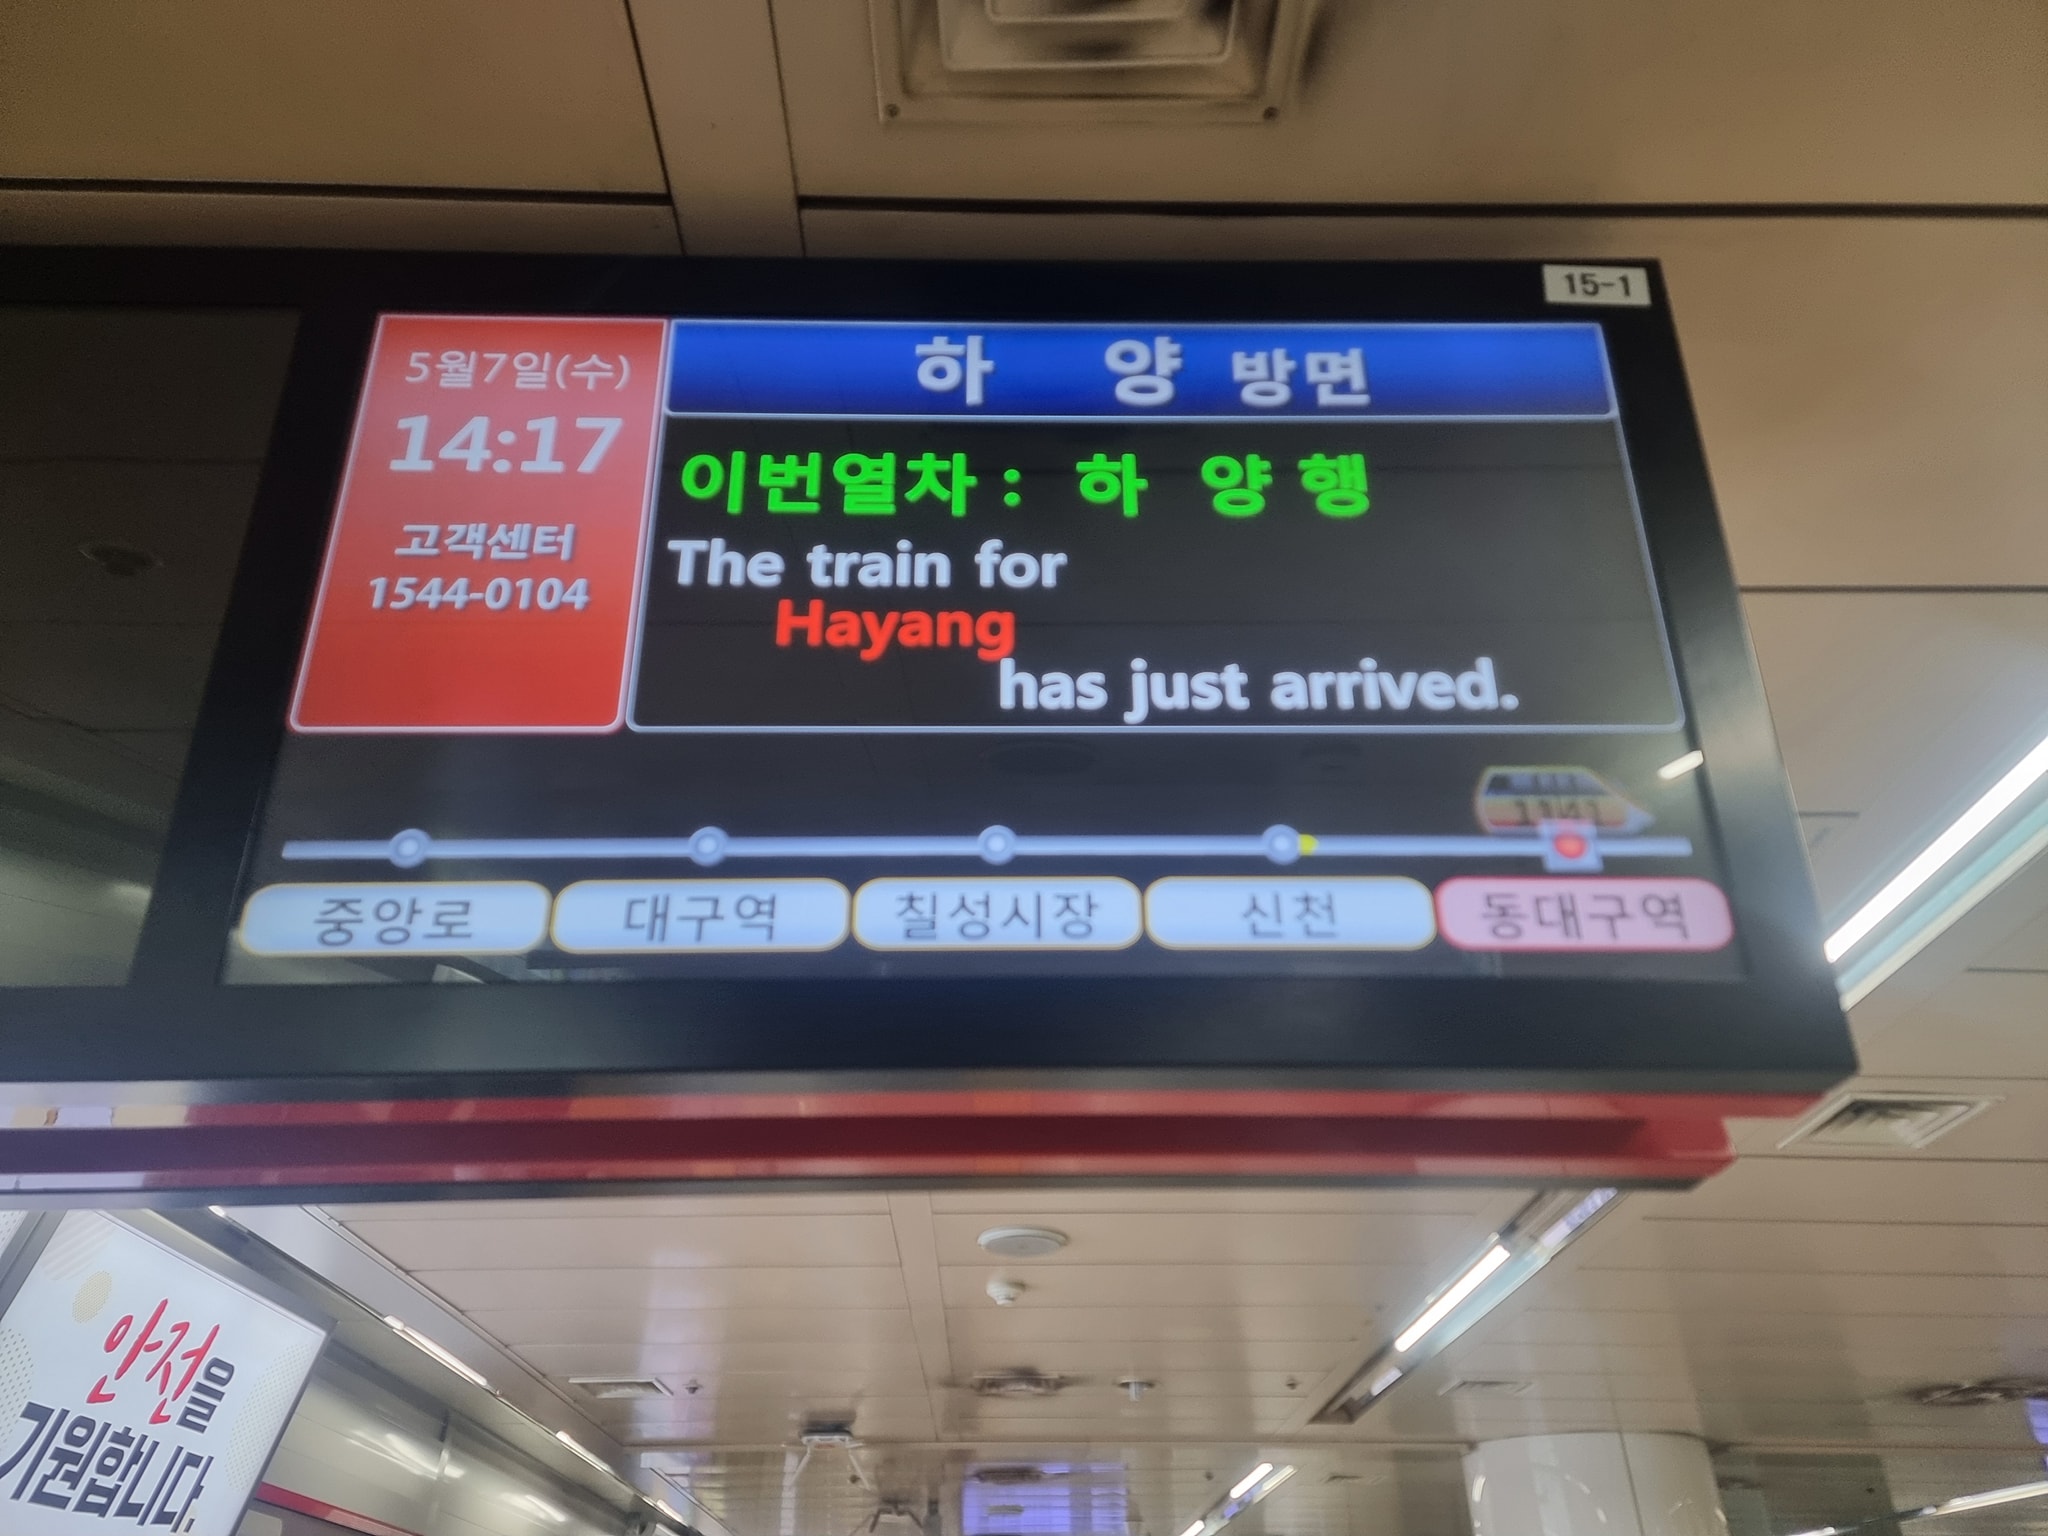 15-1
5월7일(수)
14:17
고객센터
1544-0104
하 양 방면
이번열차 : 하 양 행
The train for
Hayang
has just arrived.
중앙로
대구역
칠성시장
신천
동대구역
안전을
기원합니다.